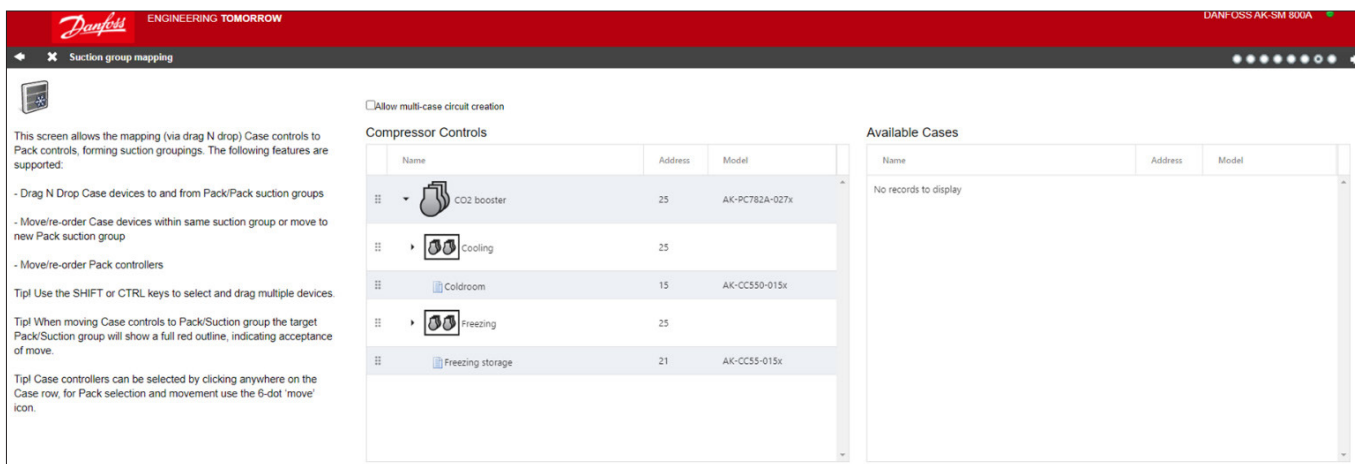 Danfoss
ENGINEERING TOMORROW
DANFOSS AK-SM 800A
Suction group mapping
This screen allows the mapping (via drag N drop) Case controls to
Pack controls, forming suction groupings. The following features are
supported:
- Drag N Drop Case devices to and from Pack/Pack suction groups
- Move/re-order Case devices within same suction group or move to
new Pack suction group
- Move/re-order Pack controllers
Tip! Use the SHIFT or CTRL keys to select and drag multiple devices.
Tip! When moving Case controls to Pack/Suction group the target
Pack/Suction group will show a full red outline, indicating acceptance
of move.
Tip! Case controllers can be selected by clicking anywhere on the
Case row, for Pack selection and movement use the 6-dot 'move'
icon.
Allow multi-case circuit creation
Compressor Controls
Name Address Model
CO2 booster 25 AK-PC782A-027x
Cooling 25
Coldroom 15 AK-CC550-015x
Freezing 25
Freezing storage 21 AK-CC55-015x
Available Cases
Name Address Model
No records to display